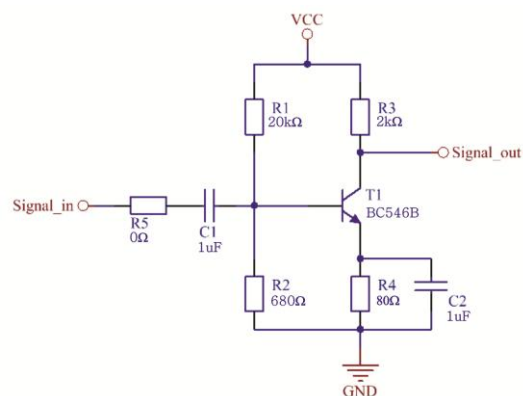 VCC
R1
20kΩ
R3
2kΩ
Signal_out
Signal_in
R5
0Ω
C1
1uF
T1
BC546B
R2
680Ω
R4
80Ω
C2
1uF
GND